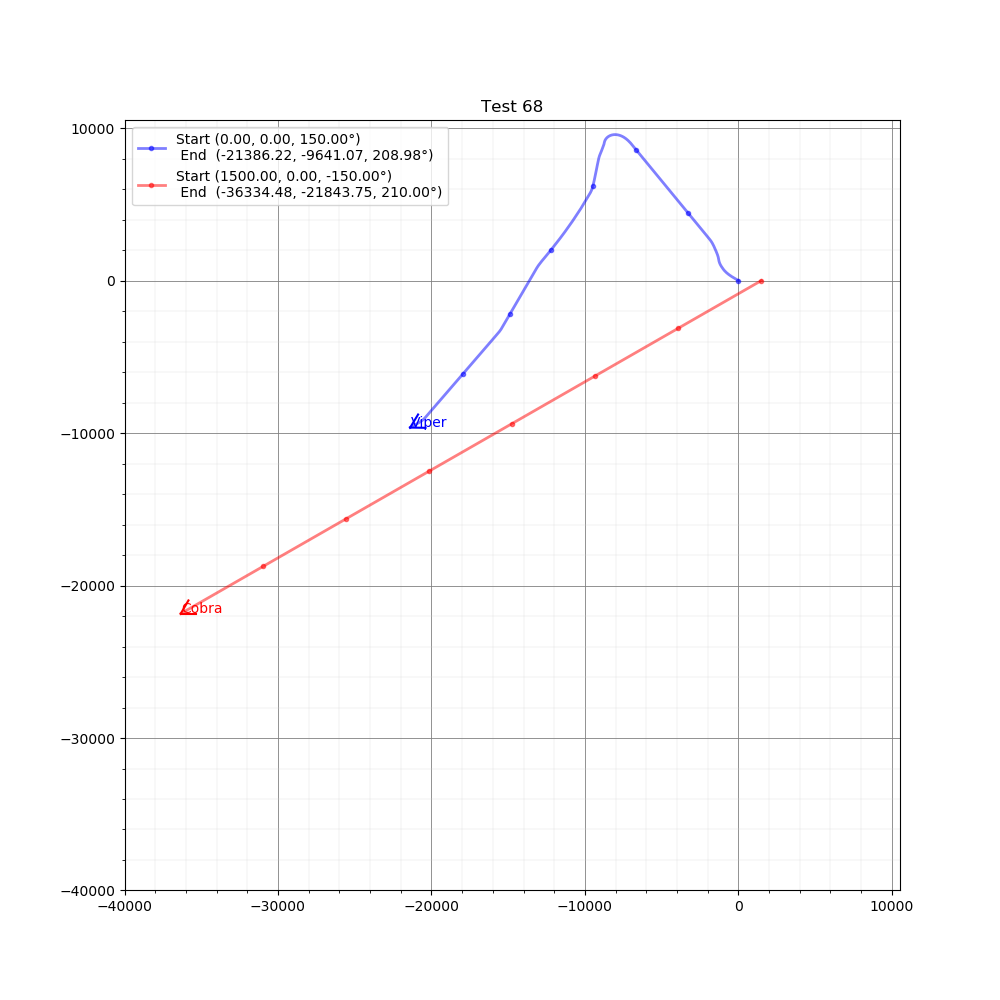 Test 68
Start (0.00, 0.00, 150.00°)
End  (-21386.22, -9641.07, 208.98°)
Start (1500.00, 0.00, -150.00°)
End  (-36334.48, -21843.75, 210.00°)
10000
0
−10000
−20000
−30000
−40000
Viper
Cobra
−40000
−30000
−20000
−10000
0
10000